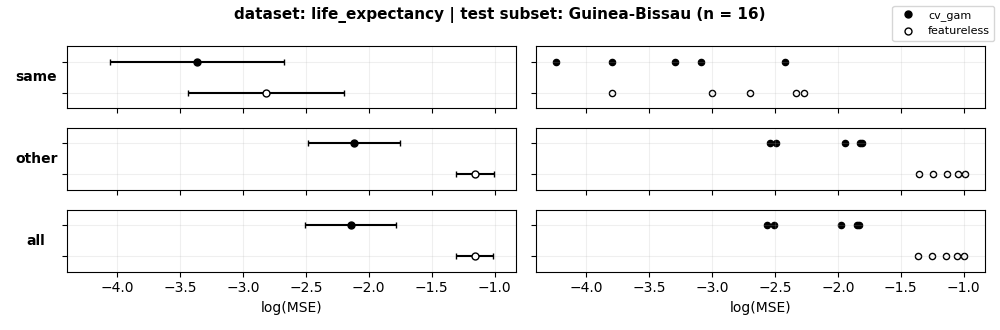 dataset: life_expectancy | test subset: Guinea-Bissau (n = 16)
cv_gam
featureless
same
other
all
−4.0 −3.5 −3.0 −2.5 −2.0 −1.5 −1.0
−4.0 −3.5 −3.0 −2.5 −2.0 −1.5 −1.0
log(MSE)
log(MSE)